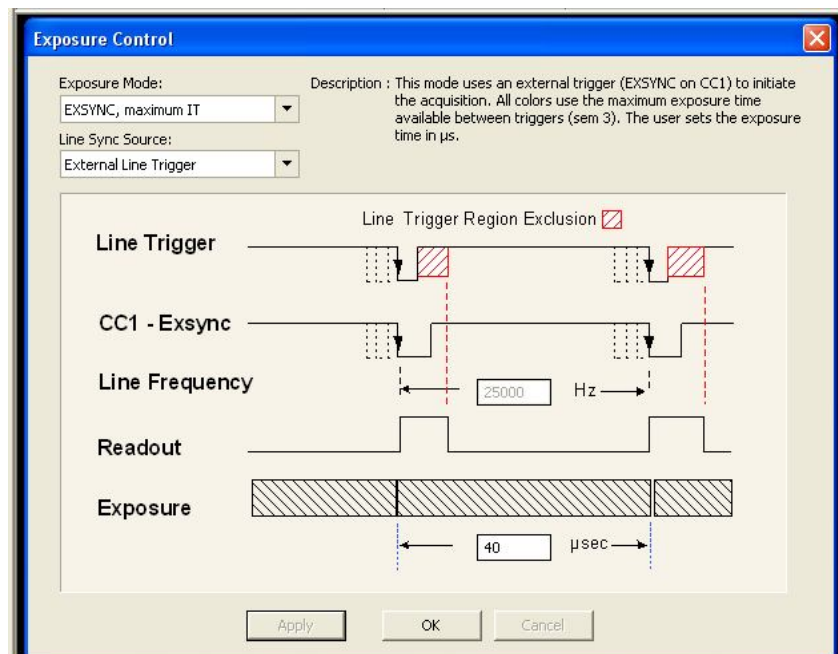 Exposure Control
Exposure Mode:
EXSYNC, maximum IT
Line Sync Source:
External Line Trigger
Description : This mode uses an external trigger (EXSYNC on CC1) to initiate
the acquisition. All colors use the maximum exposure time
available between triggers (sem 3). The user sets the exposure
time in µs.
Line Trigger Region Exclusion
Line Trigger
CC1 - Exsync
Line Frequency
25000 Hz
Readout
Exposure
40 µsec
Apply
OK
Cancel